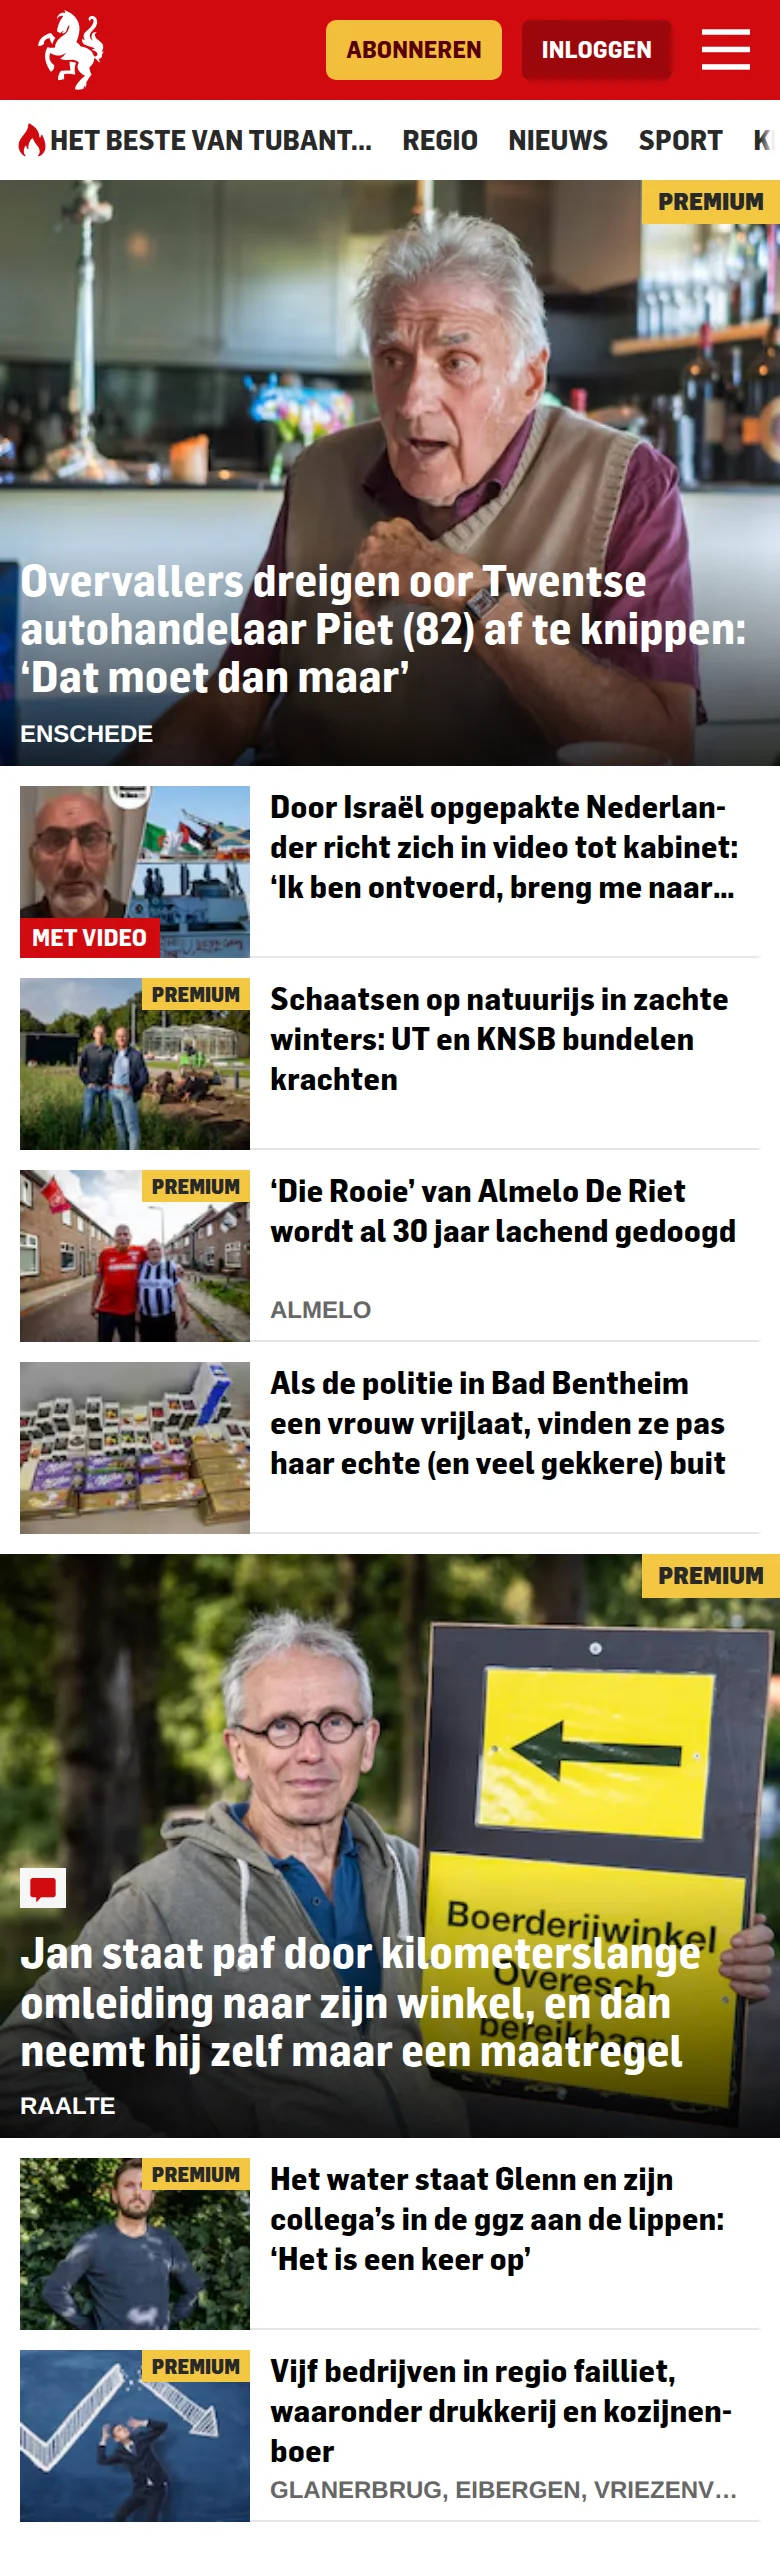 ABONNEREN
INLOGGEN
HET BESTE VAN TUBANT...
REGIO
NIEUWS
SPORT
PREMIUM
Overvallers dreigen oor Twentse
autohandelaar Piet (82) af te knippen:
‘Dat moet dan maar’
ENSCHEDE
MET VIDEO
Door Israël opgepakte Nederlan-
der richt zich in video tot kabinet:
‘Ik ben ontvoerd, breng me naar...
PREMIUM
Schaatsen op natuurijs in zachte
winters: UT en KNSB bundelen
krachten
PREMIUM
‘Die Rooie’ van Almelo De Riet
wordt al 30 jaar lachend gedoogd
ALMELO
Als de politie in Bad Bentheim
een vrouw vrijlaat, vinden ze pas
haar echte (en veel gekkere) buit
PREMIUM
Boerderijwinkel
Overesch
bereikbaar
Jan staat paf door kilometerslange
omleiding naar zijn winkel, en dan
neemt hij zelf maar een maatregel
RAALTE
PREMIUM
Het water staat Glenn en zijn
collega’s in de ggz aan de lippen:
‘Het is een keer op’
PREMIUM
Vijf bedrijven in regio failliet,
waaronder drukkerij en kozijnen-
boer
GLANERBRUG, EIBERGEN, VRIEZENV...